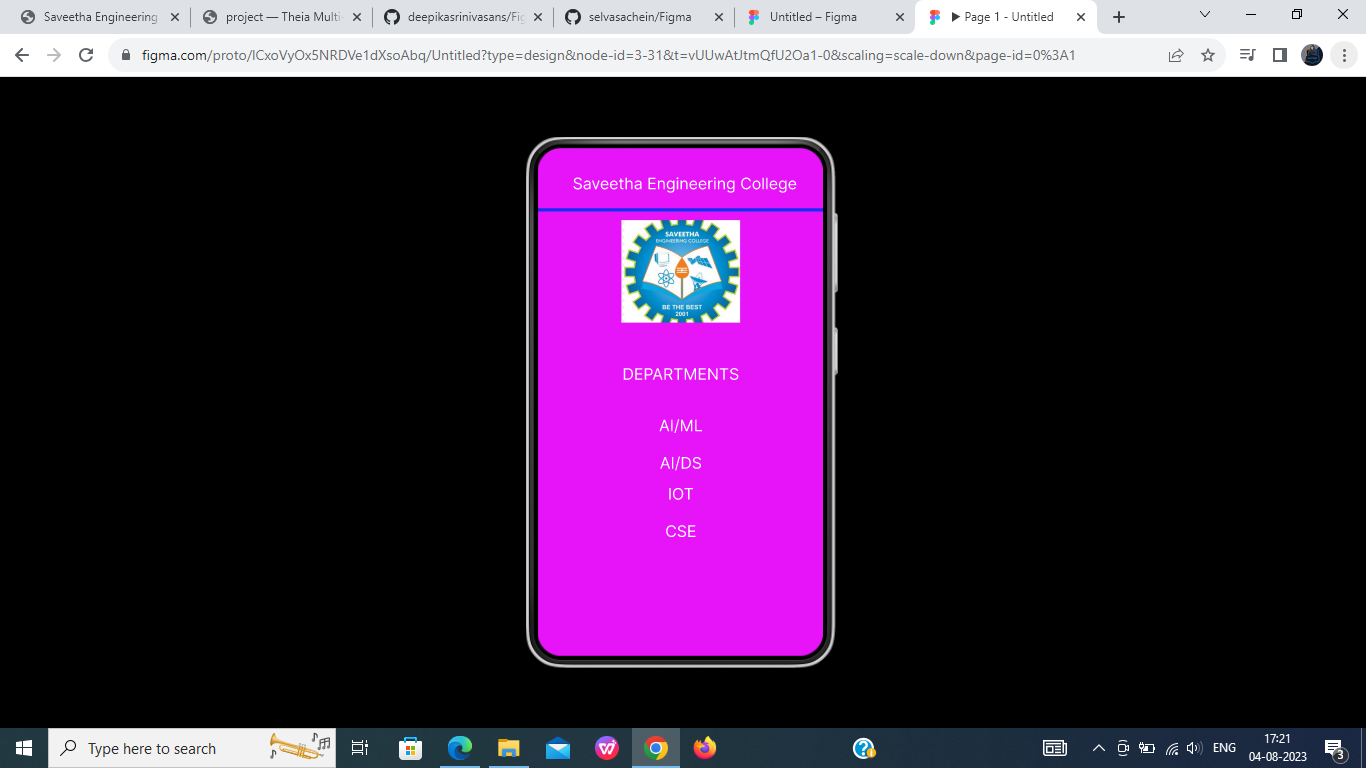 Saveetha Engineering
project — Theia Multi-
deepikasrinivasans/Fig
selvasachein/Figma
Untitled – Figma
▶ Page 1 - Untitled
figma.com/proto/lCxoVyOx5NRDVe1dXsoAbq/Untitled?type=design&node-id=3-31&t=vUUwAtJtmQfU2Oa1-0&scaling=scale-down&page-id=0%3A1
Saveetha Engineering College
SAVEETHA
ENGINEERING COLLEGE
BE THE BEST
2001
DEPARTMENTS
AI/ML
AI/DS
IOT
CSE
Type here to search
ENG
17:21
04-08-2023
3